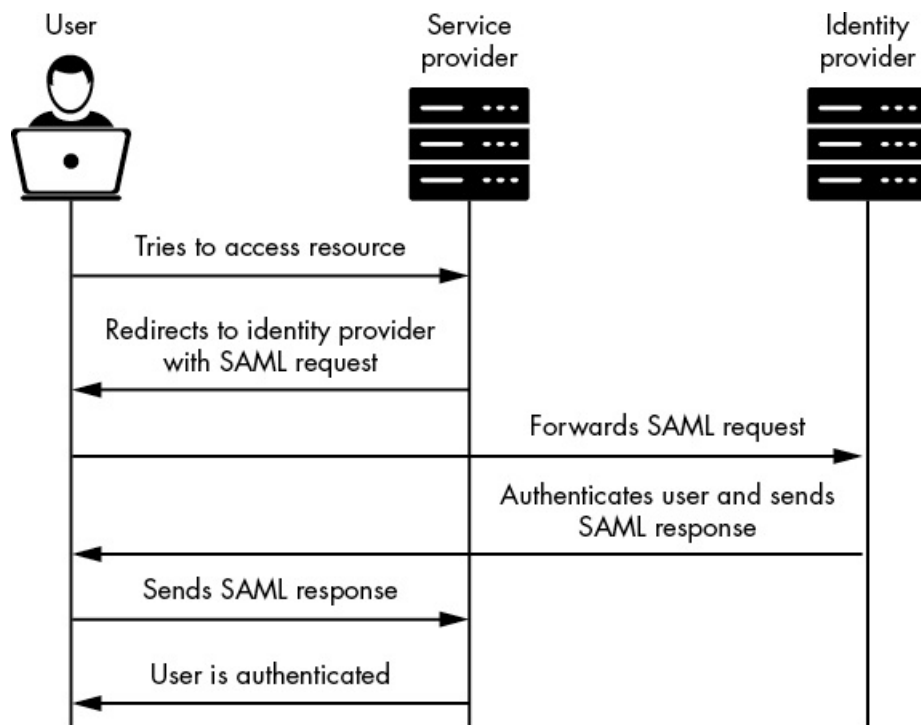 User
Service
provider
Identity
provider
Tries to access resource
Redirects to identity provider
with SAML request
Forwards SAML request
Authenticates user and sends
SAML response
Sends SAML response
User is authenticated